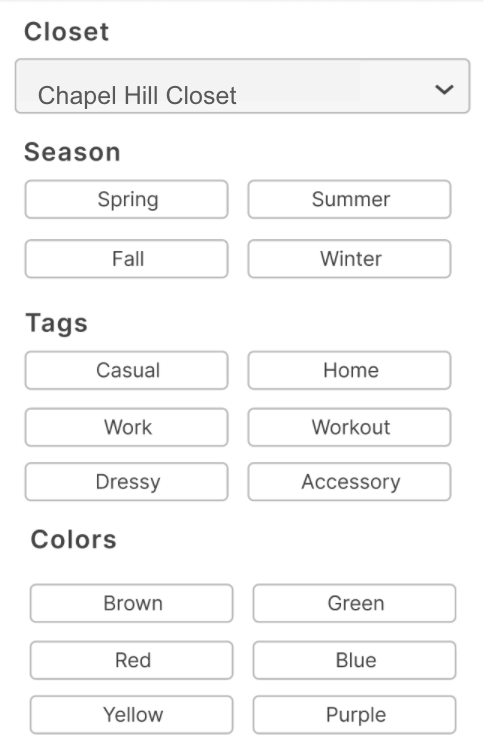 Closet
Chapel Hill Closet
Season
Spring Summer
Fall Winter
Tags
Casual Home
Work Workout
Dressy Accessory
Colors
Brown Green
Red Blue
Yellow Purple